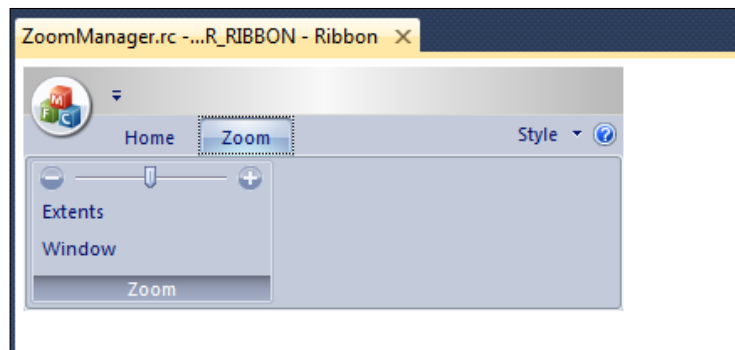 ZoomManager.rc -...R_RIBBON - Ribbon
M
F C
Home Zoom Style
Extents
Window
Zoom